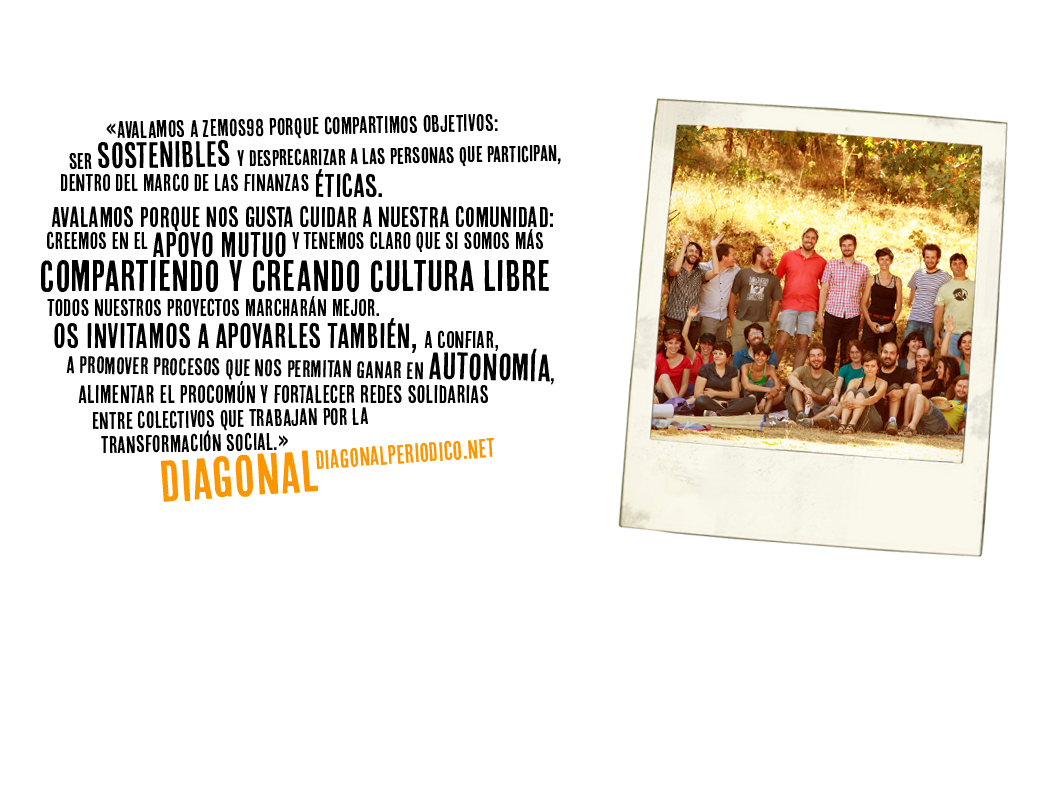 «AVALAMOS A ZEMOS98 PORQUE COMPARTIMOS OBJETIVOS:
SER SOSTENIBLES Y DESPRECARIZAR A LAS PERSONAS QUE PARTICIPAN,
DENTRO DEL MARCO DE LAS FINANZAS ÉTICAS.
AVALAMOS PORQUE NOS GUSTA CUIDAR A NUESTRA COMUNIDAD:
CREEMOS EN EL APOYO MUTUO Y TENEMOS CLARO QUE SI SOMOS MÁS
COMPARTIENDO Y CREANDO CULTURA LIBRE
TODOS NUESTROS PROYECTOS MARCHARÁN MEJOR.
OS INVITAMOS A APOYARLES TAMBIÉN, A CONFIAR,
A PROMOVER PROCESOS QUE NOS PERMITAN GANAR EN AUTONOMÍA,
ALIMENTAR EL PROCOMÚN Y FORTALECER REDES SOLIDARIAS
ENTRE COLECTIVOS QUE TRABAJAN POR LA
TRANSFORMACIÓN SOCIAL.»
DIAGONAL DIAGONALPERIODICO.NET